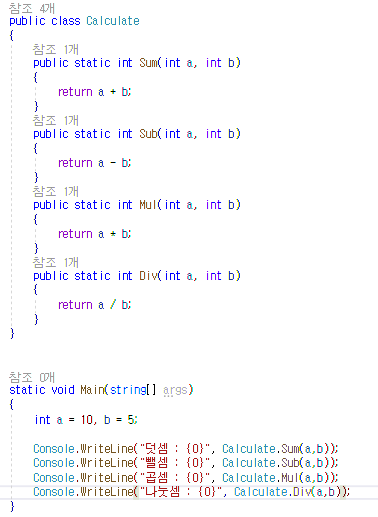 참조 4개
public class Calculate
{
참조 1개
public static int Sum(int a, int b)
{
return a + b;
}
참조 1개
public static int Sub(int a, int b)
{
return a - b;
}
참조 1개
public static int Mul(int a, int b)
{
return a * b;
}
참조 1개
public static int Div(int a, int b)
{
return a / b;
}
}
참조 0개
static void Main(string[] args)
{
int a = 10, b = 5;
Console.WriteLine("덧셈 : {0}", Calculate.Sum(a,b));
Console.WriteLine("뺄셈 : {0}", Calculate.Sub(a,b));
Console.WriteLine("곱셈 : {0}", Calculate.Mul(a,b));
Console.WriteLine("나눗셈 : {0}", Calculate.Div(a,b));
}